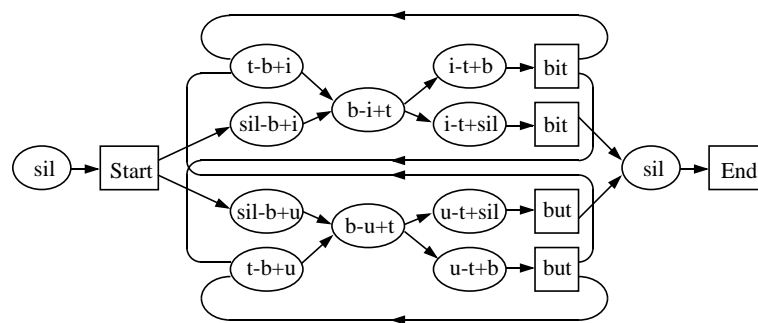 t-b+i
i-t+b
bit
b-i+t
sil-b+i
i-t+sil
bit
sil
Start
sil
End
sil-b+u
u-t+sil
but
b-u+t
t-b+u
u-t+b
but